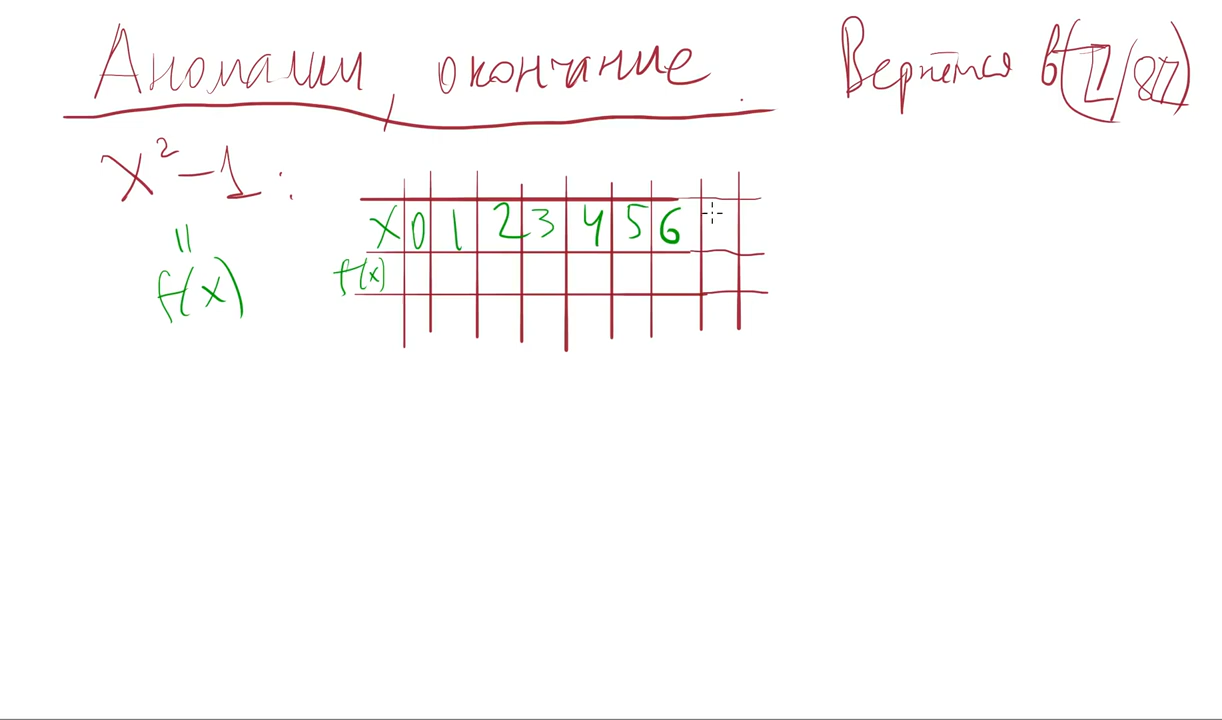 Аномалии, окончание. Вернёмся в (Z/8Z)
x² - 1 :
x 0 1 2 3 4 5 6
f(x)
=
f(x)